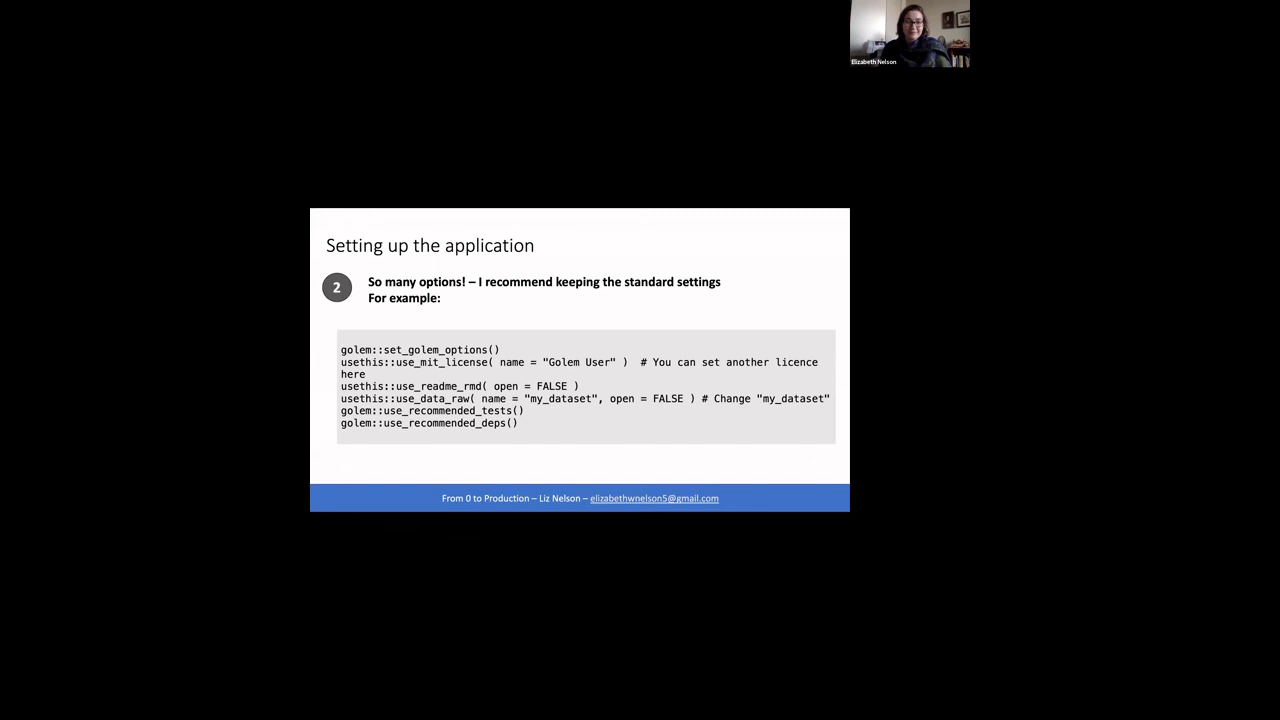 Elizabeth Nelson
Setting up the application
2
So many options! – I recommend keeping the standard settings
For example:
golem::set_golem_options()
usethis::use_mit_license( name = "Golem User" )  # You can set another licence
here
usethis::use_readme_rmd( open = FALSE )
usethis::use_data_raw( name = "my_dataset", open = FALSE ) # Change "my_dataset"
golem::use_recommended_tests()
golem::use_recommended_deps()
From 0 to Production – Liz Nelson – elizabethwnelson5@gmail.com